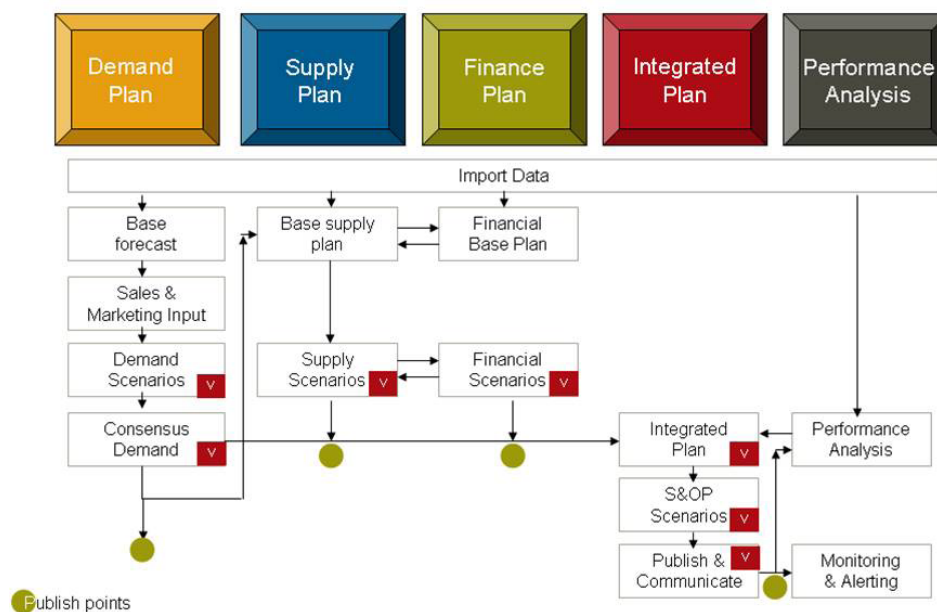 Demand
Plan
Supply
Plan
Finance
Plan
Integrated
Plan
Performance
Analysis
Import Data
Base
forecast
Base supply
plan
Financial
Base Plan
Sales &
Marketing Input
Demand
Scenarios
V
Supply
Scenarios
V
Financial
Scenarios
V
Consensus
Demand
V
Integrated
Plan
V
Performance
Analysis
S&OP
Scenarios
V
Publish &
Communicate
V
Monitoring
& Alerting
Publish points